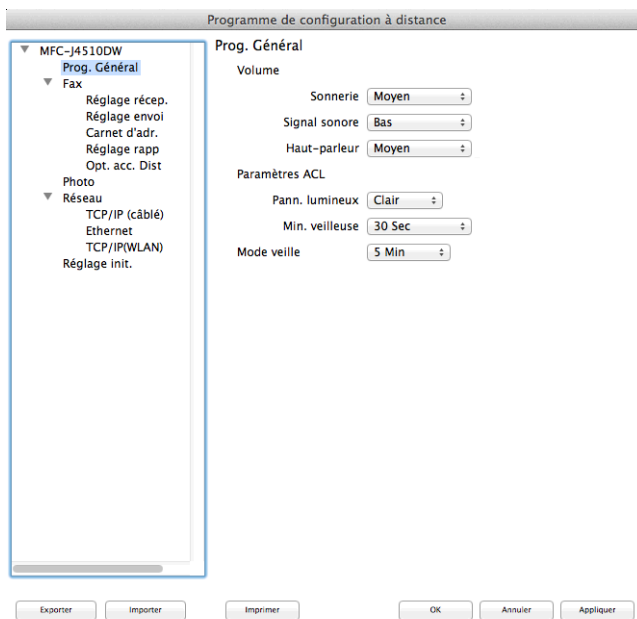 Programme de configuration à distance
MFC-J4510DW
Prog. Général
Fax
Réglage récep.
Réglage envoi
Carnet d'adr.
Réglage rapp
Opt. acc. Dist
Photo
Réseau
TCP/IP (câblé)
Ethernet
TCP/IP(WLAN)
Réglage init.
Prog. Général
Volume
Sonnerie Moyen
Signal sonore Bas
Haut-parleur Moyen
Paramètres ACL
Pann. lumineux Clair
Min. veilleuse 30 Sec
Mode veille 5 Min
Exporter Importer Imprimer OK Annuler Appliquer